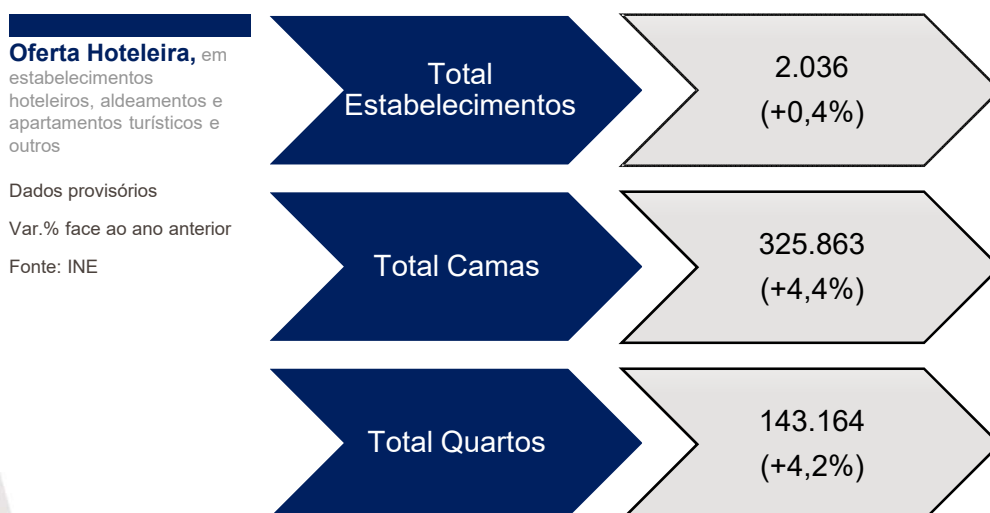 Oferta Hoteleira, em
estabelecimentos
hoteleiros, aldeamentos e
apartamentos turísticos e
outros
Dados provisórios
Var.% face ao ano anterior
Fonte: INE
Total
Estabelecimentos
2.036
(+0,4%)
Total Camas
325.863
(+4,4%)
Total Quartos
143.164
(+4,2%)